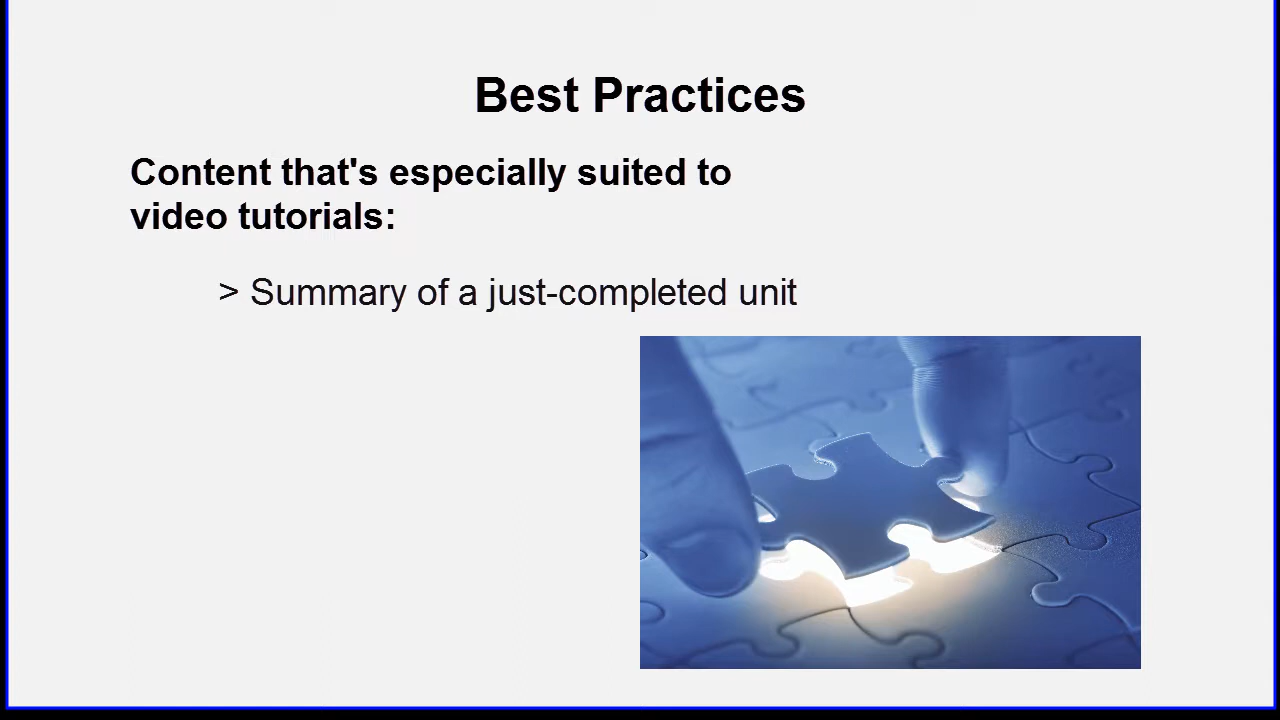 Best Practices
Content that's especially suited to
video tutorials:
> Summary of a just-completed unit